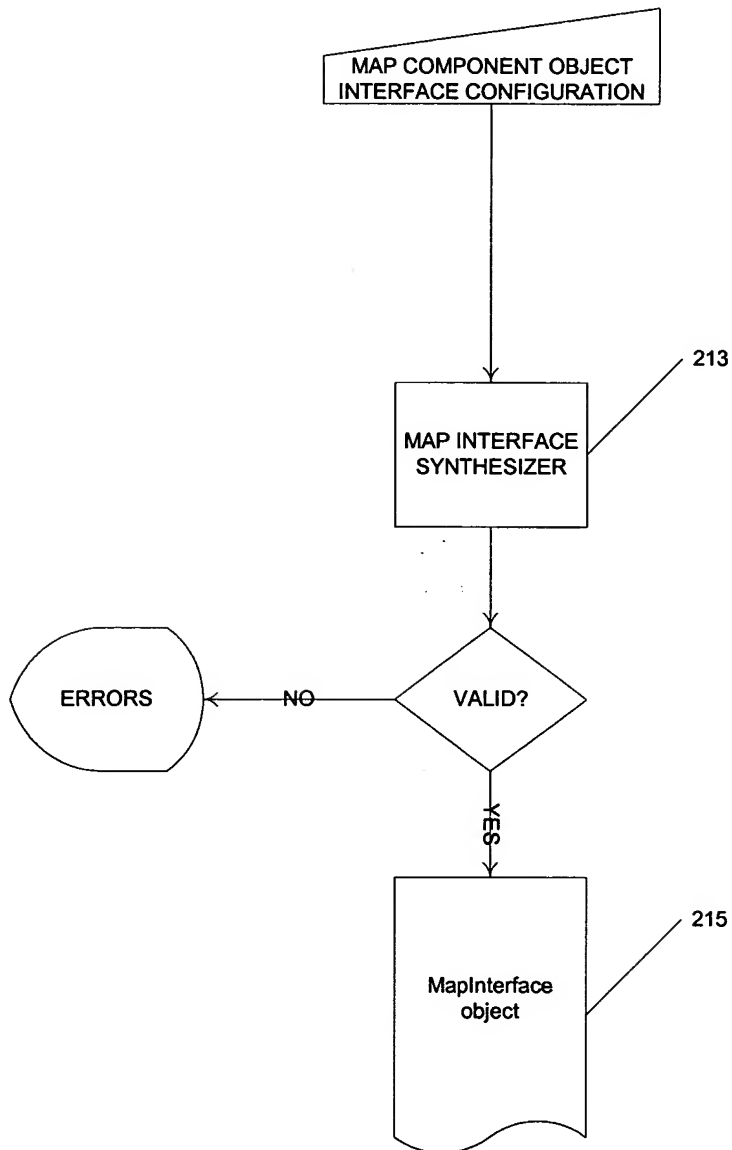 MAP COMPONENT OBJECT
INTERFACE CONFIGURATION
213
MAP INTERFACE
SYNTHESIZER
ERRORS
NO
VALID?
YES
215
MapInterface
object